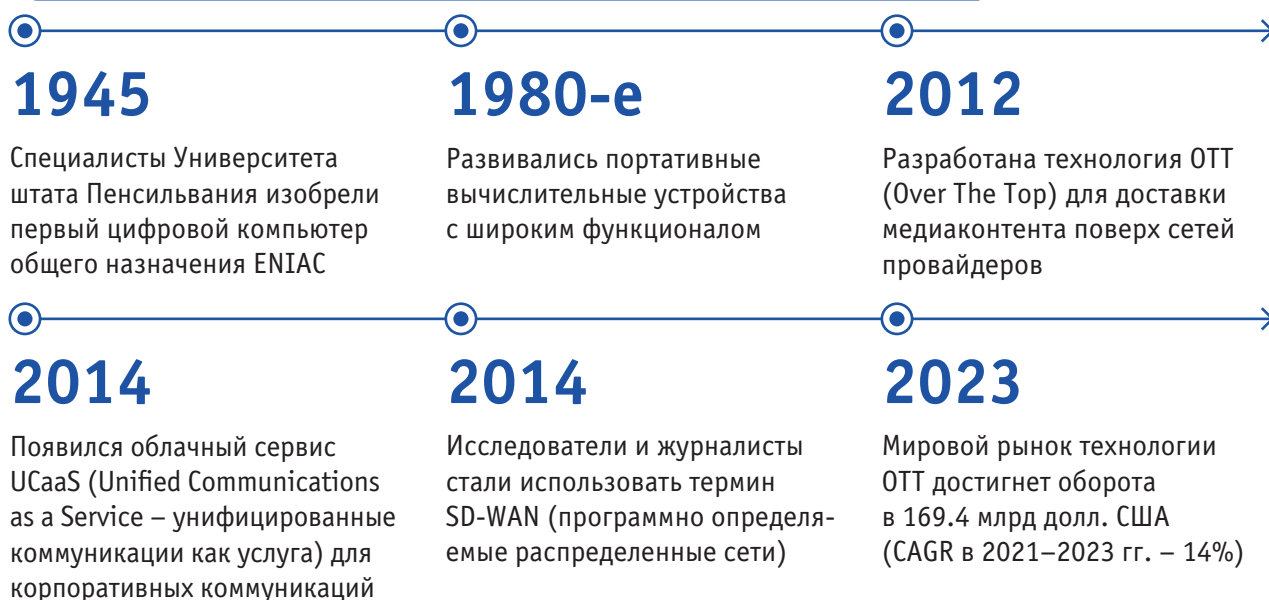 1945
Специалисты Университета
штата Пенсильвания изобрели
первый цифровой компьютер
общего назначения ENIAC
1980-е
Развивались портативные
вычислительные устройства
с широким функционалом
2012
Разработана технология OTT
(Over The Top) для доставки
медиаконтента поверх сетей
провайдеров
2014
Появился облачный сервис
UCaaS (Unified Communications
as a Service – унифицированные
коммуникации как услуга) для
корпоративных коммуникаций
2014
Исследователи и журналисты
стали использовать термин
SD-WAN (программно определя-
емые распределенные сети)
2023
Мировой рынок технологии
OTT достигнет оборота
в 169.4 млрд долл. США
(CAGR в 2021–2023 гг. – 14%)